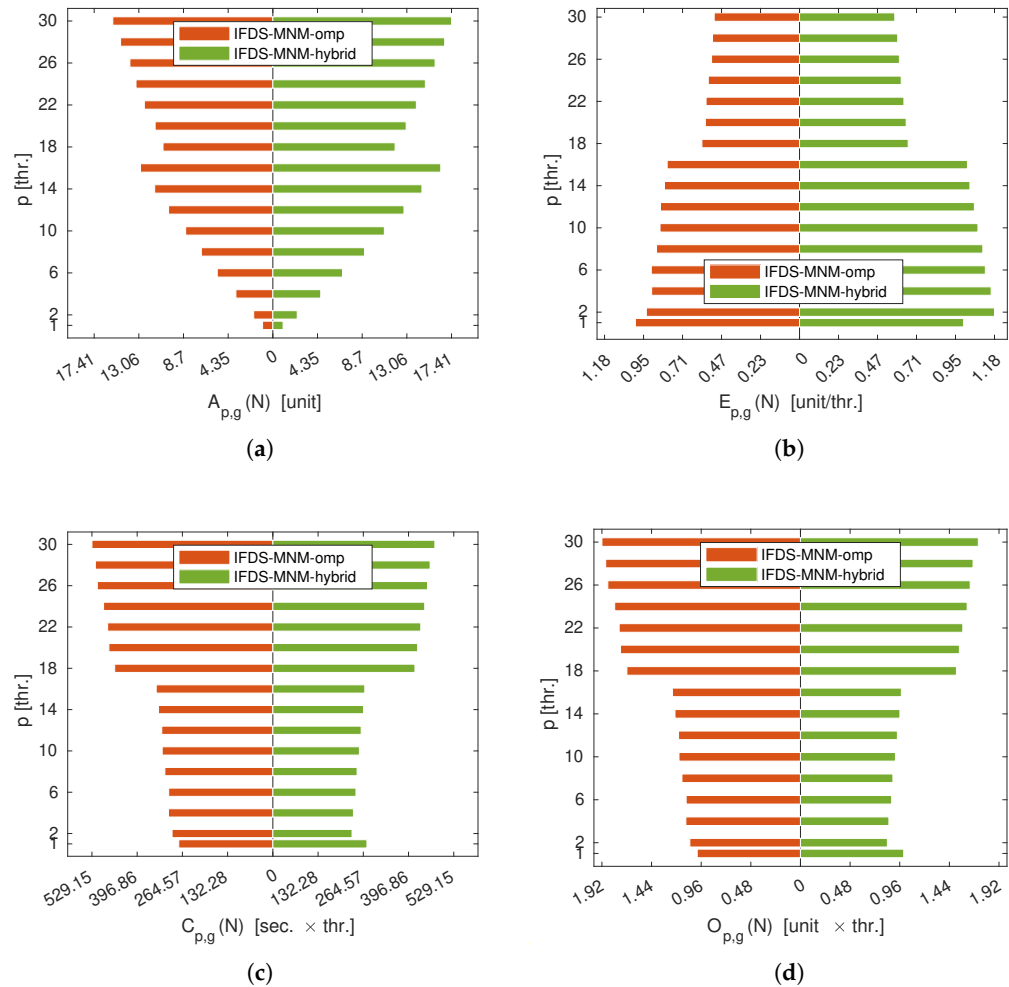 30
26
22
18
14
10
6
2
1
p [thr.]
IFDS-MNM-omp
IFDS-MNM-hybrid
17.41 13.06 8.7 4.35 0 4.35 8.7 13.06 17.41
A p,g (N) [unit]
(a)
30
26
22
18
14
10
6
2
1
p [thr.]
IFDS-MNM-omp
IFDS-MNM-hybrid
1.18 0.95 0.71 0.47 0.23 0 0.23 0.47 0.71 0.95 1.18
E p,g (N) [unit/thr.]
(b)
30
26
22
18
14
10
6
2
1
p [thr.]
IFDS-MNM-omp
IFDS-MNM-hybrid
529.15 396.86 264.57 132.28 0 132.28 264.57 396.86 529.15
C p,g (N) [sec. × thr.]
(c)
30
26
22
18
14
10
6
2
1
p [thr.]
IFDS-MNM-omp
IFDS-MNM-hybrid
1.92 1.44 0.96 0.48 0 0.48 0.96 1.44 1.92
O p,g (N) [unit × thr.]
(d)